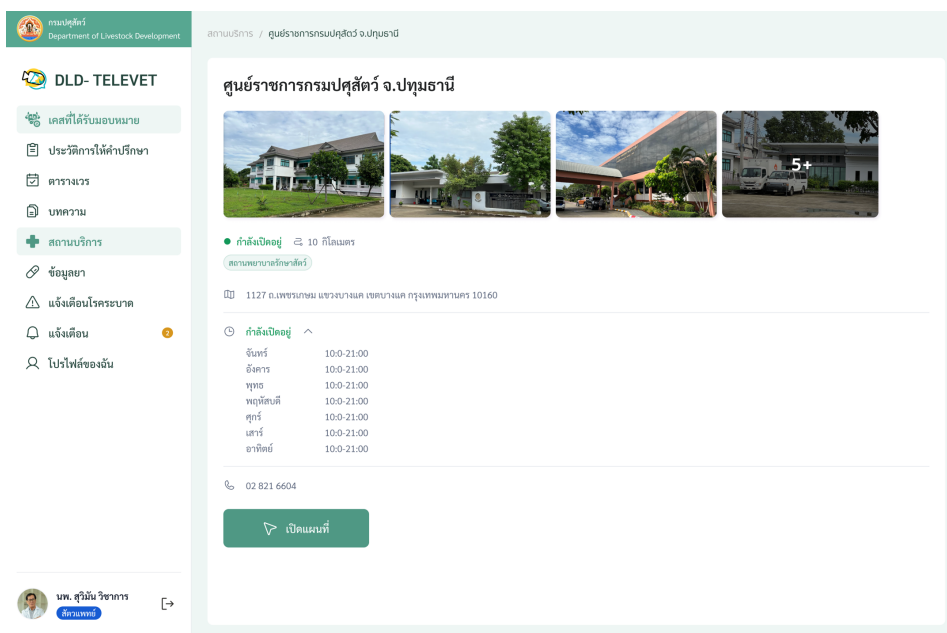 กรมปศุสัตว์
Department of Livestock Development
DLD- TELEVET
เคสที่ได้รับมอบหมาย
ประวัติการให้คำปรึกษา
ตารางเวร
บทความ
สถานบริการ
ข้อมูลยา
แจ้งเตือนโรคระบาด
แจ้งเตือน 2
โปรไฟล์ของฉัน
นพ. สุวิมัน วิชาการ
สัตวแพทย์
สถานบริการ / ศูนย์ราชการกรมปศุสัตว์ จ.ปทุมธานี
ศูนย์ราชการกรมปศุสัตว์ จ.ปทุมธานี
5+
กำลังเปิดอยู่ 10 กิโลเมตร
สถานพยาบาลรักษาสัตว์
1127 ถ.เพชรเกษม แขวงบางแค เขตบางแค กรุงเทพมหานคร 10160
กำลังเปิดอยู่
จันทร์ 10:0-21:00
อังคาร 10:0-21:00
พุทธ 10:0-21:00
พฤหัสบดี 10:0-21:00
ศุกร์ 10:0-21:00
เสาร์ 10:0-21:00
อาทิตย์ 10:0-21:00
02 821 6604
เปิดแผนที่